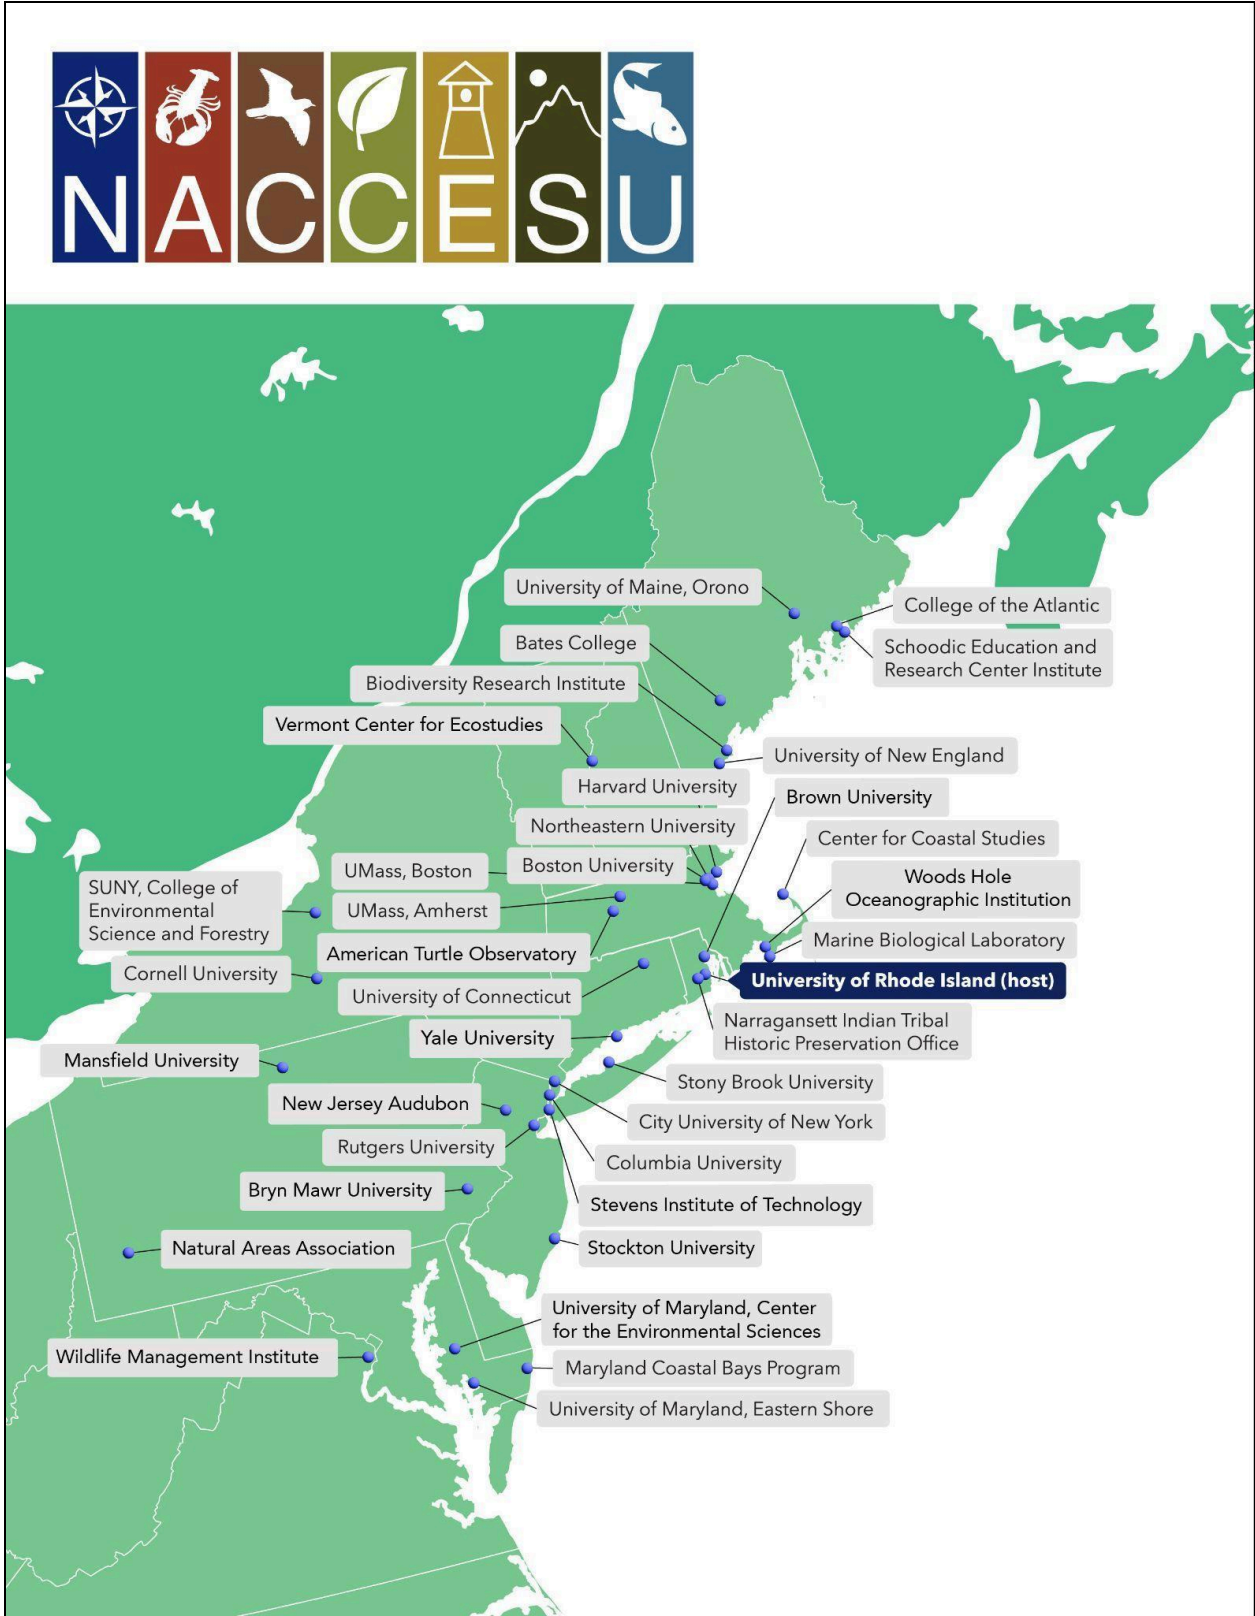 NACCESU
University of Maine, Orono
College of the Atlantic
Bates College
Schoodic Education and
Research Center Institute
Biodiversity Research Institute
Vermont Center for Ecostudies
University of New England
Harvard University
Brown University
Northeastern University
Center for Coastal Studies
Boston University
UMass, Boston
Woods Hole
Oceanographic Institution
SUNY, College of
Environmental
Science and Forestry
UMass, Amherst
Marine Biological Laboratory
American Turtle Observatory
Cornell University
University of Rhode Island (host)
University of Connecticut
Narragansett Indian Tribal
Historic Preservation Office
Yale University
Mansfield University
Stony Brook University
New Jersey Audubon
City University of New York
Rutgers University
Columbia University
Bryn Mawr University
Stevens Institute of Technology
Natural Areas Association
Stockton University
University of Maryland, Center
for the Environmental Sciences
Wildlife Management Institute
Maryland Coastal Bays Program
University of Maryland, Eastern Shore